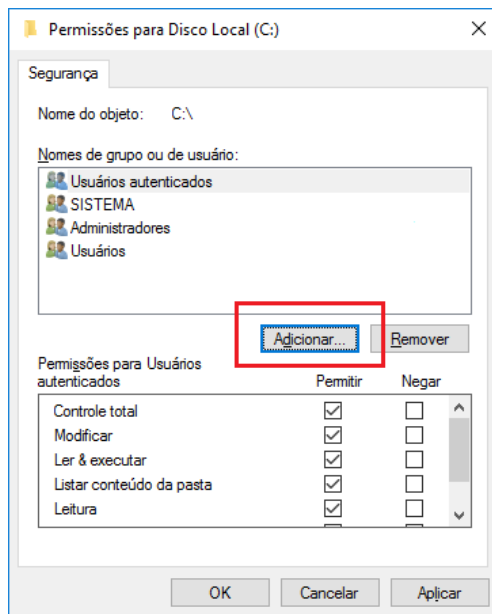 Permissões para Disco Local (C:)
Segurança
Nome do objeto: C:\
Nomes de grupo ou de usuário:
Usuários autenticados
SISTEMA
Administradores
Usuários
Adicionar... Remover
Permissões para Usuários
autenticados Permitir Negar
Controle total
Modificar
Ler & executar
Listar conteúdo da pasta
Leitura
OK Cancelar Aplicar